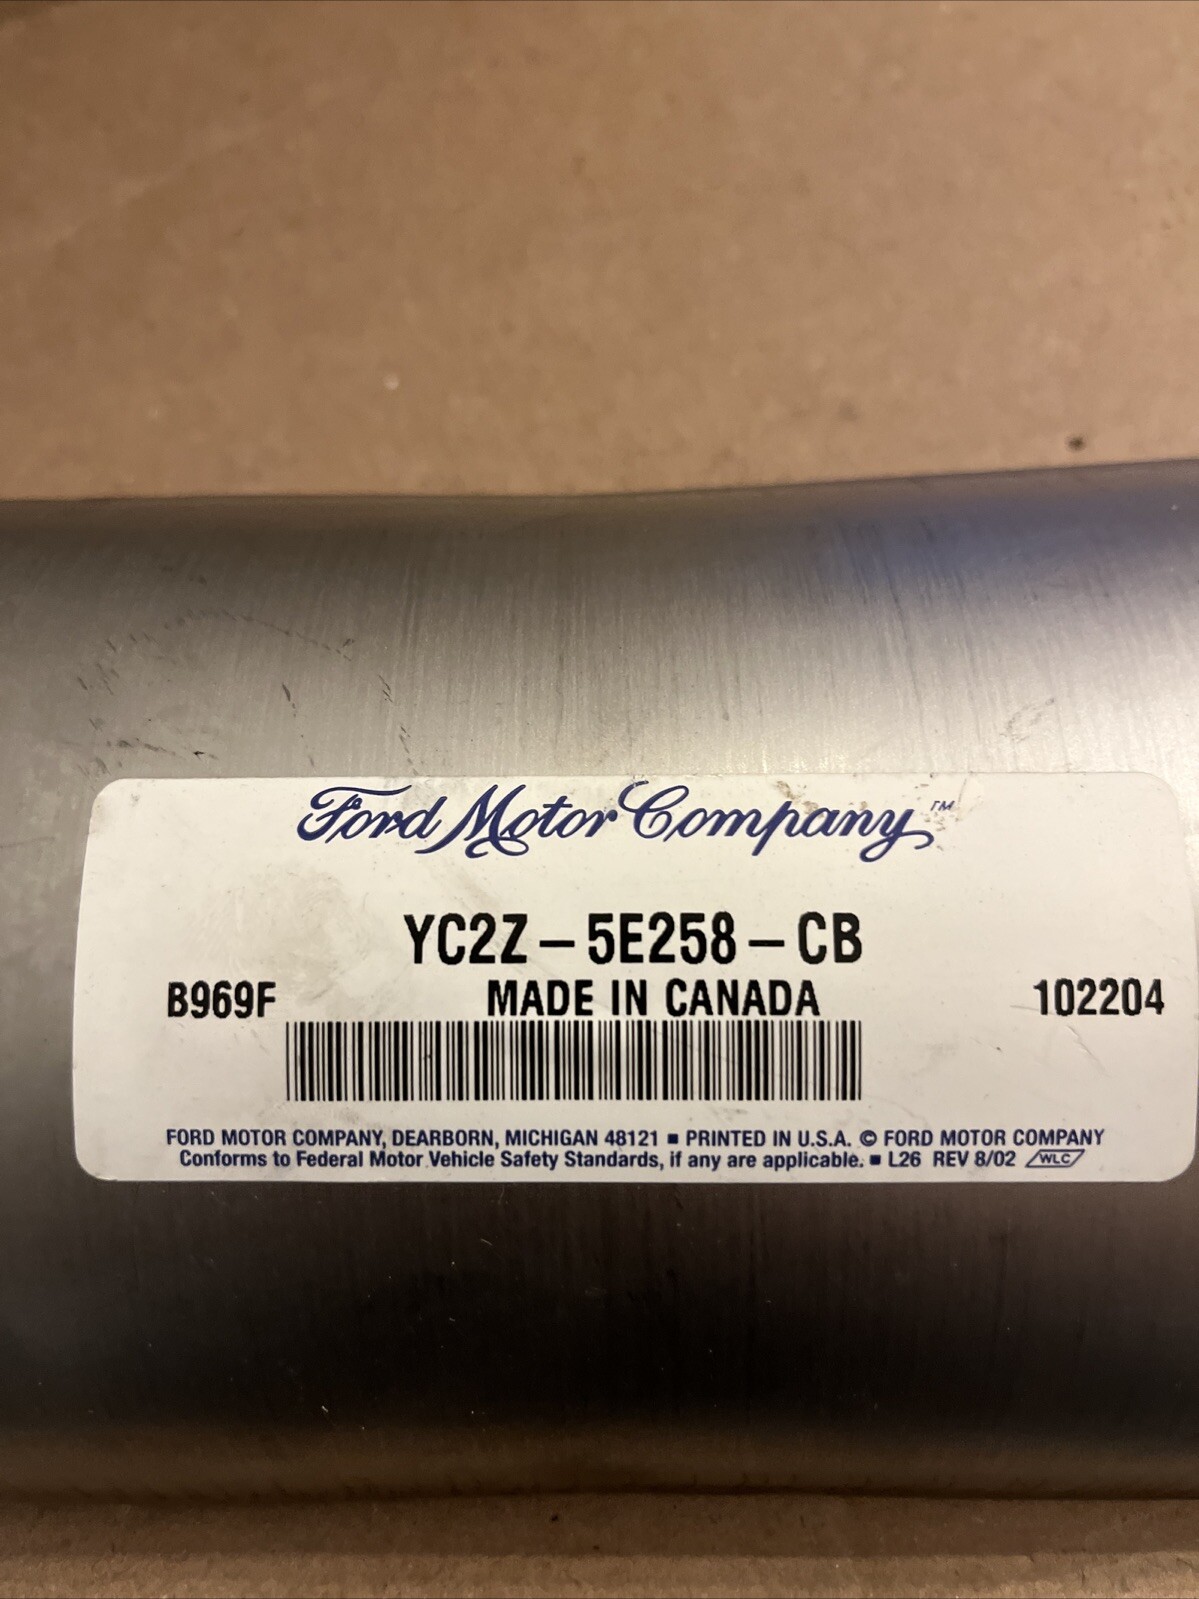 Ford Motor Company™
YC2Z–5E258–CB
B969F MADE IN CANADA 102204
FORD MOTOR COMPANY, DEARBORN, MICHIGAN 48121 ■ PRINTED IN U.S.A. © FORD MOTOR COMPANY
Conforms to Federal Motor Vehicle Safety Standards, if any are applicable. ■ L26 REV 8/02 WLC